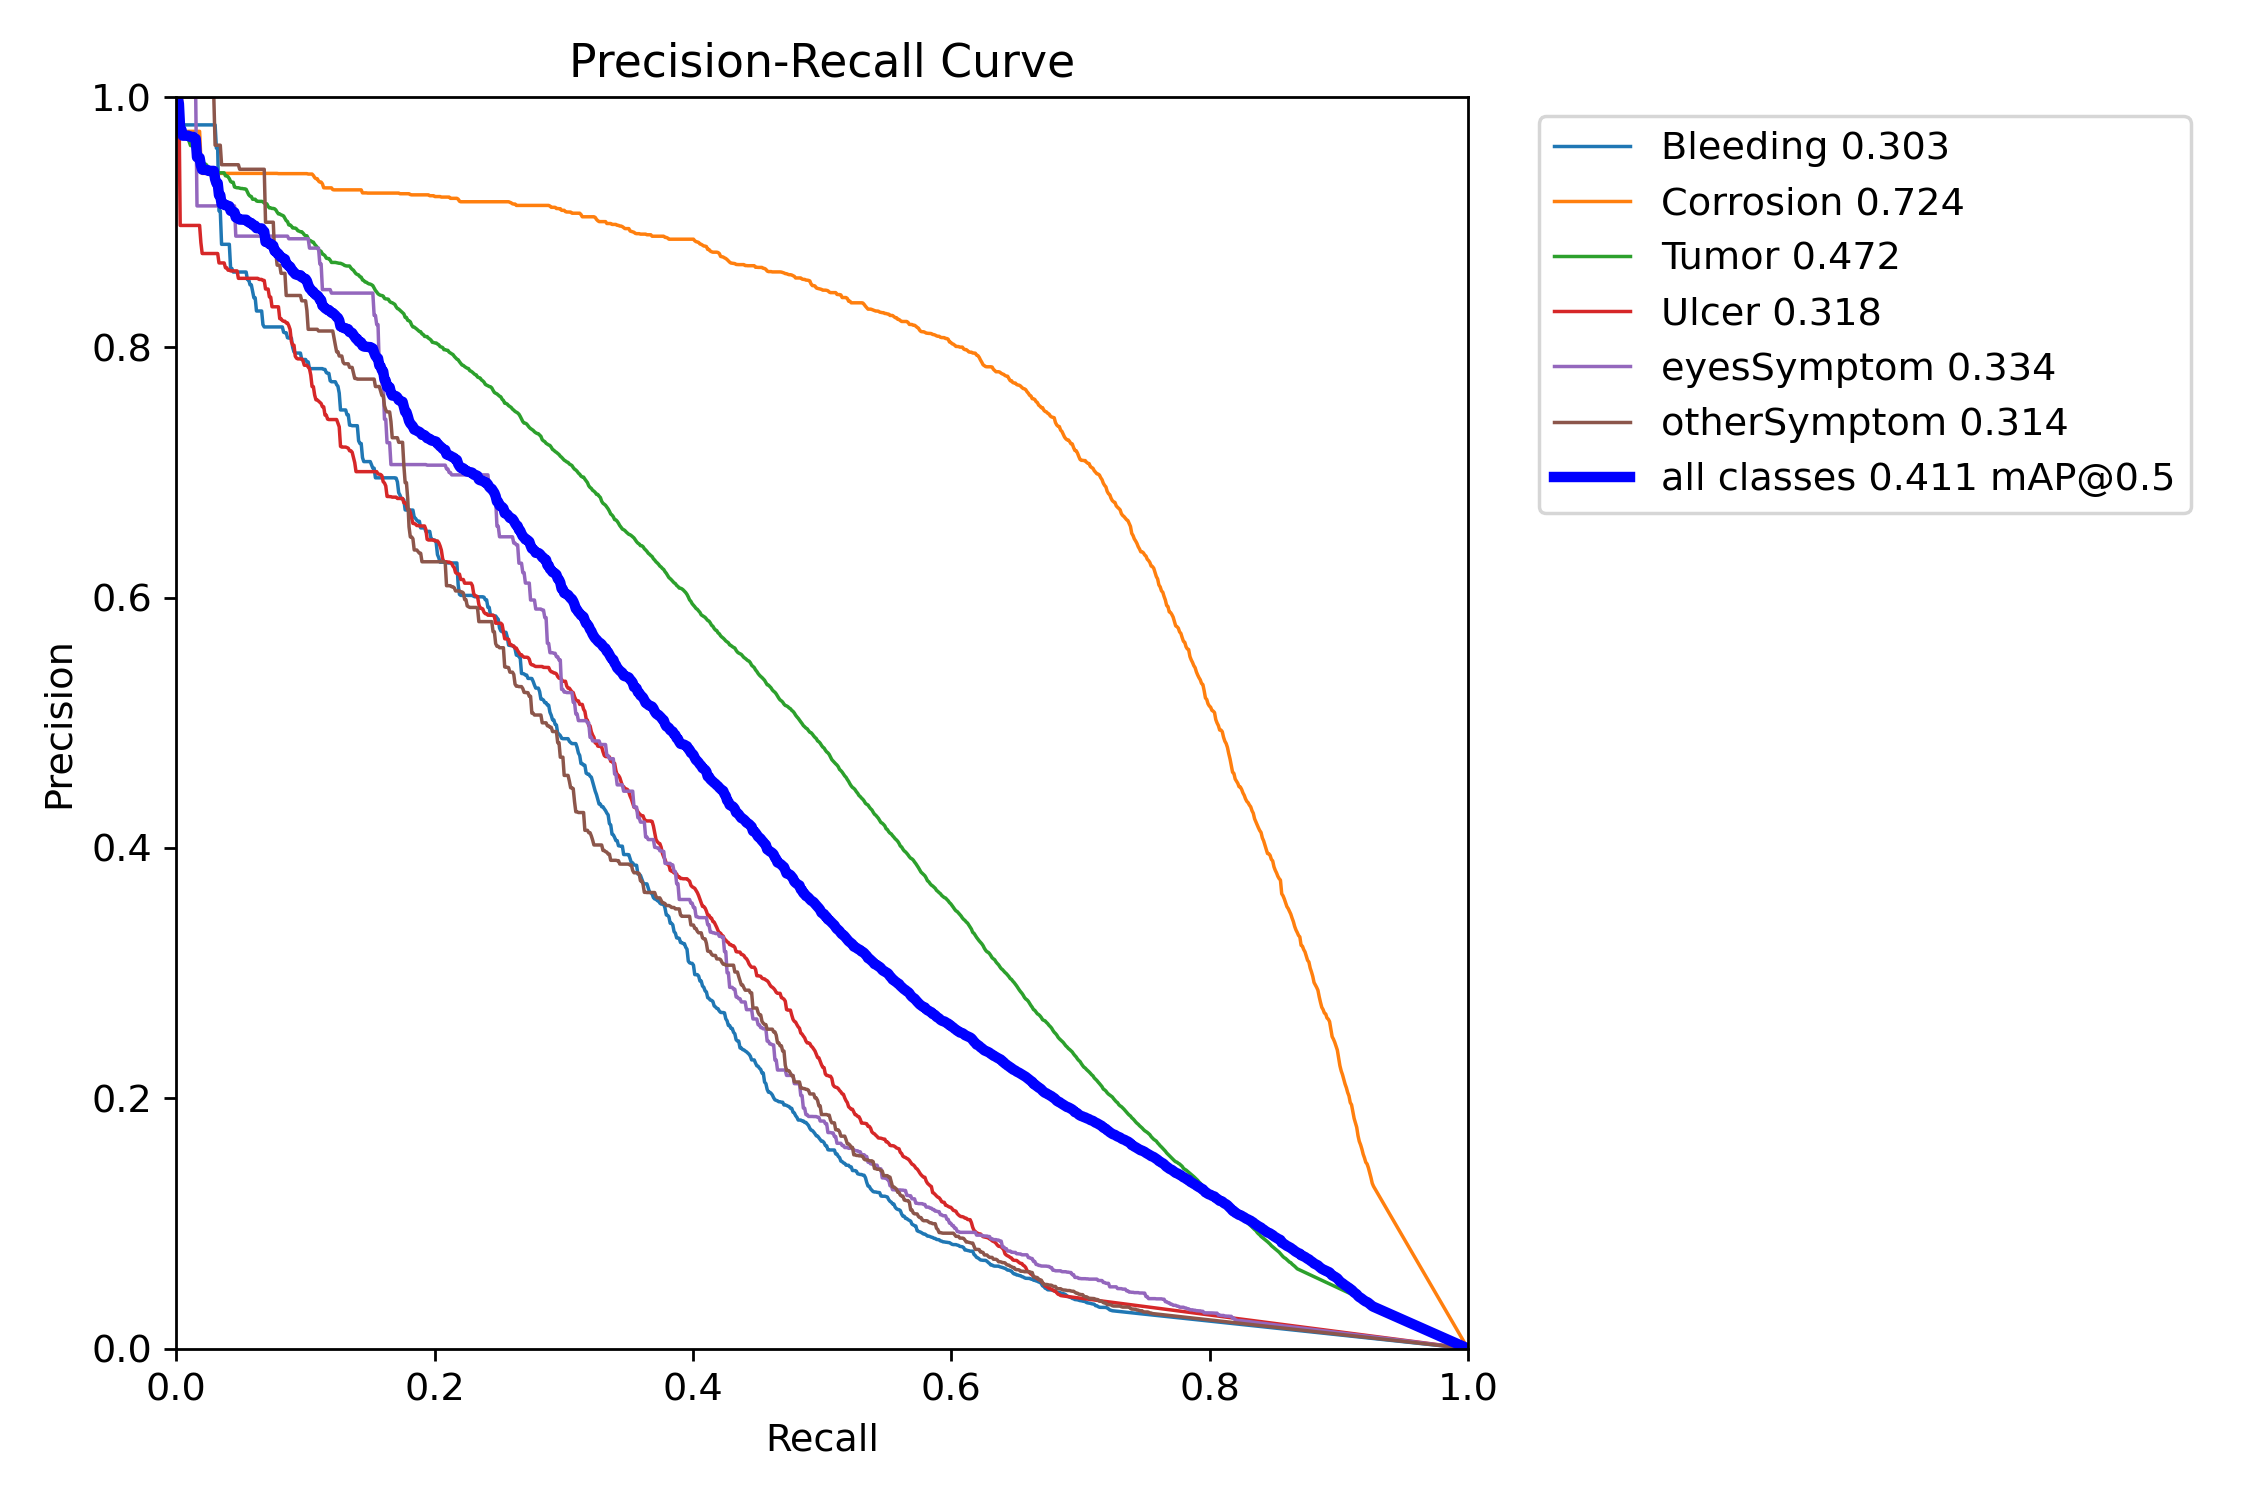 Precision-Recall Curve
1.0
0.8
0.6
0.4
0.2
0.0
Precision
0.0 0.2 0.4 0.6 0.8 1.0
Recall
Bleeding 0.303
Corrosion 0.724
Tumor 0.472
Ulcer 0.318
eyesSymptom 0.334
otherSymptom 0.314
all classes 0.411 mAP@0.5